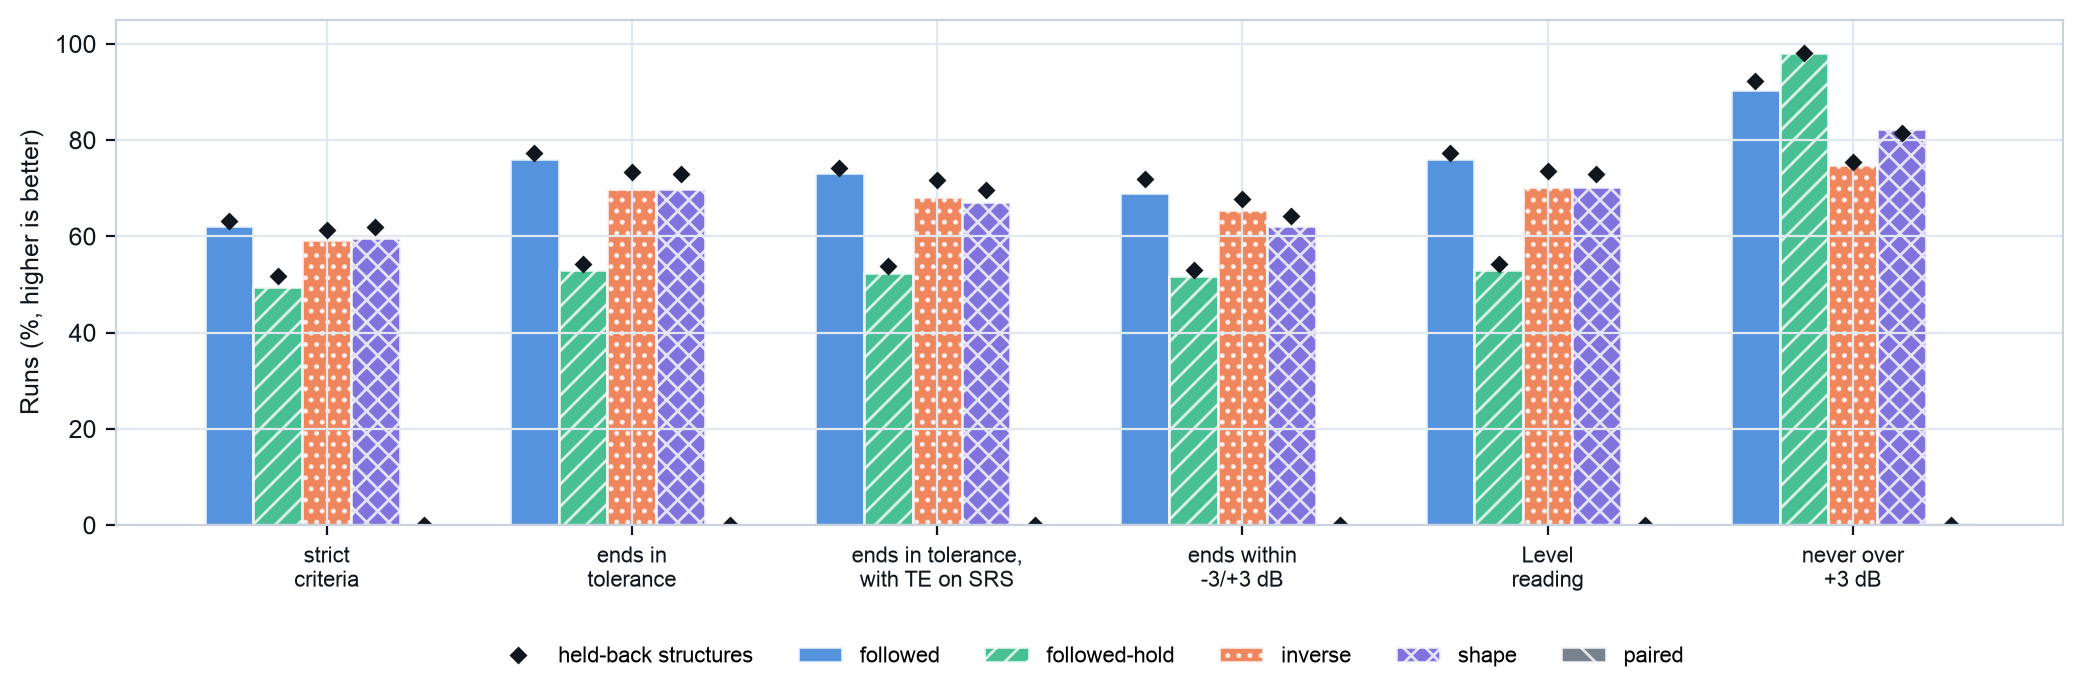 Runs (%, higher is better)
100
80
60
40
20
0
strict
criteria
ends in
tolerance
ends in tolerance,
with TE on SRS
ends within
-3/+3 dB
Level
reading
never over
+3 dB
held-back structures
followed
followed-hold
inverse
shape
paired